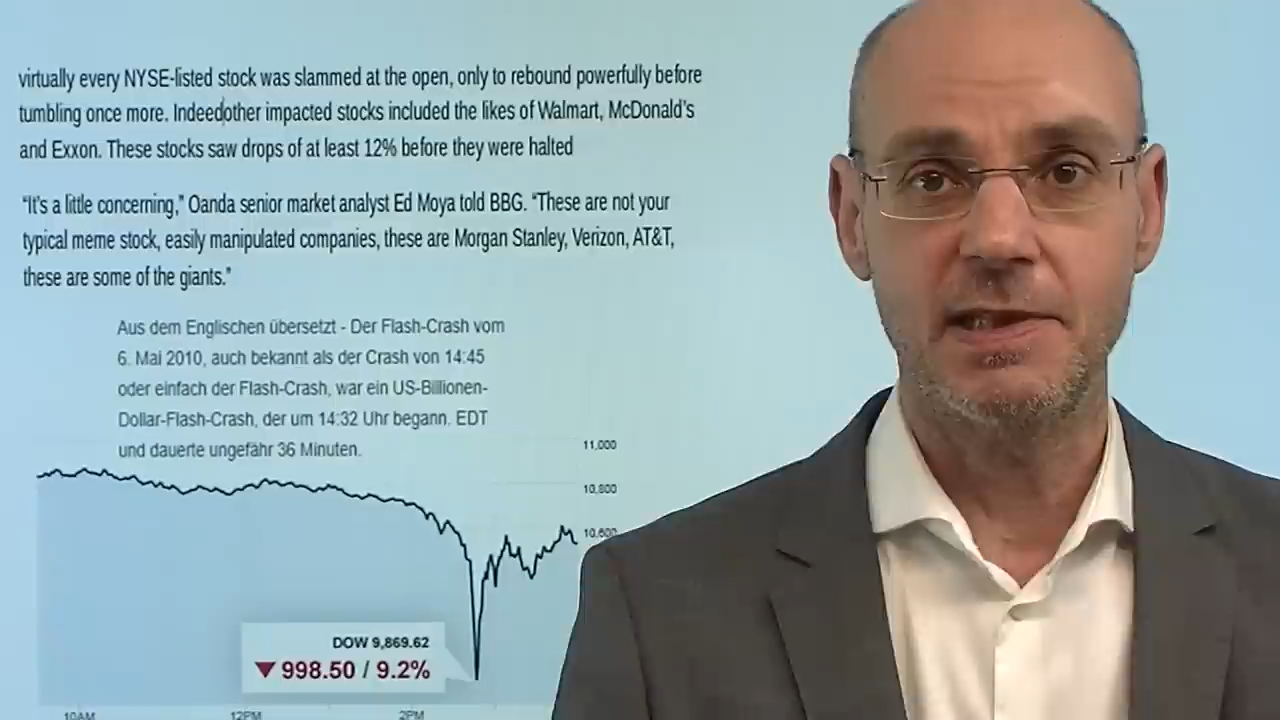 virtually every NYSE-listed stock was slammed at the open, only to rebound powerfully before
tumbling once more. Indeedother impacted stocks included the likes of Walmart, McDonald's
and Exxon. These stocks saw drops of at least 12% before they were halted
“It's a little concerning,” Oanda senior market analyst Ed Moya told BBG. “These are not your
typical meme stock, easily manipulated companies, these are Morgan Stanley, Verizon, AT&T,
these are some of the giants.”
Aus dem Englischen übersetzt - Der Flash-Crash vom
6. Mai 2010, auch bekannt als der Crash von 14:45
oder einfach der Flash-Crash, war ein US-Billionen-
Dollar-Flash-Crash, der um 14:32 Uhr begann. EDT
und dauerte ungefähr 36 Minuten.
11,000
10,800
10,600
DOW 9,869.62
▼998.50 / 9.2%
10AM 12PM 2PM